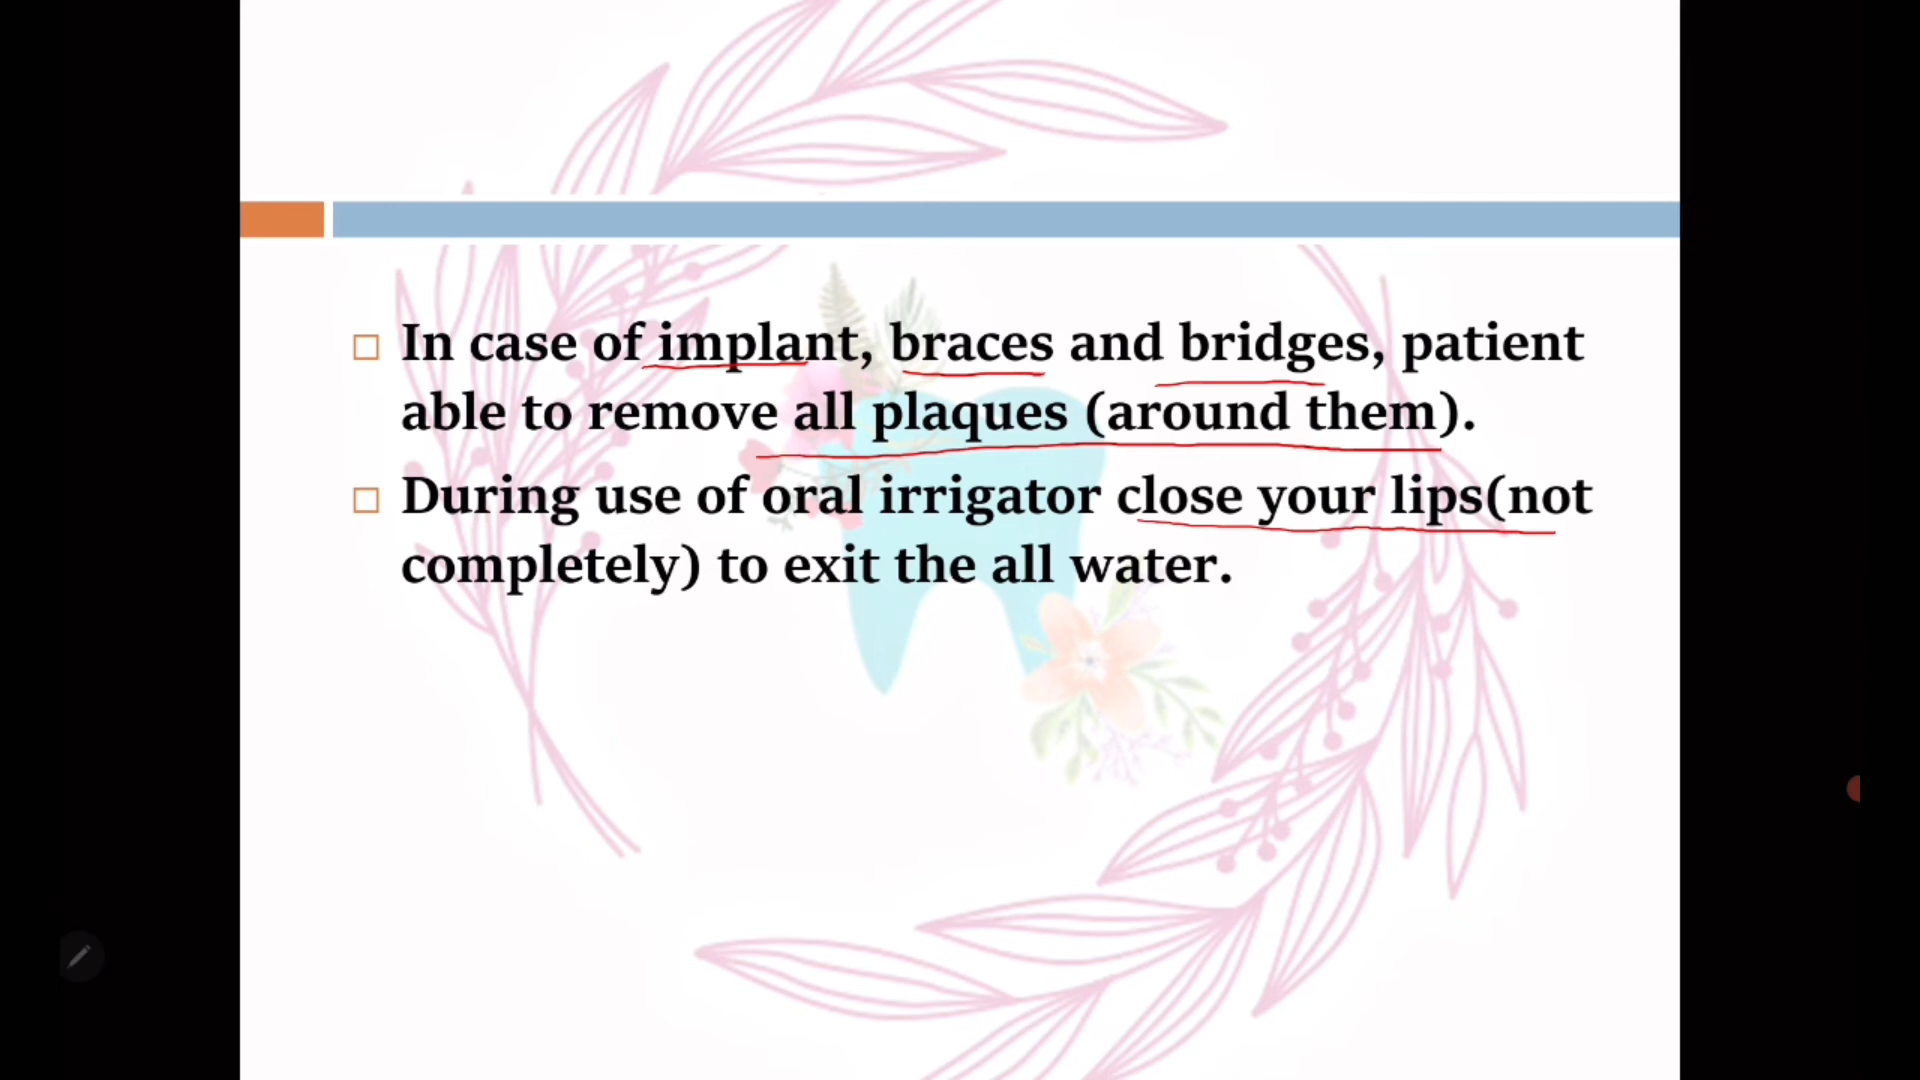 In case of implant, braces and bridges, patient
able to remove all plaques (around them).
During use of oral irrigator close your lips(not
completely) to exit the all water.